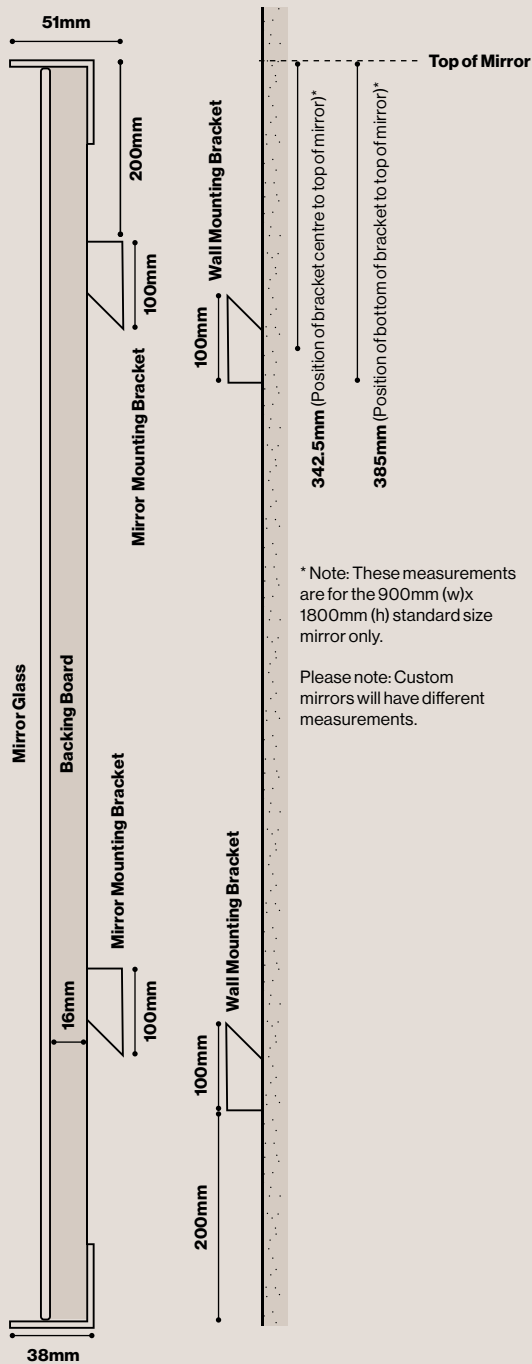 51mm
Top of Mirror
200mm
Wall Mounting Bracket
342.5mm (Position of bracket centre to top of mirror)*
385mm (Position of bottom of bracket to top of mirror)*
100mm
100mm
Mirror Mounting Bracket
* Note: These measurements
are for the 900mm (w)x
1800mm (h) standard size
mirror only.
Please note: Custom
mirrors will have different
measurements.
Mirror Glass
Backing Board
Mirror Mounting Bracket
Wall Mounting Bracket
16mm
100mm
100mm
200mm
38mm